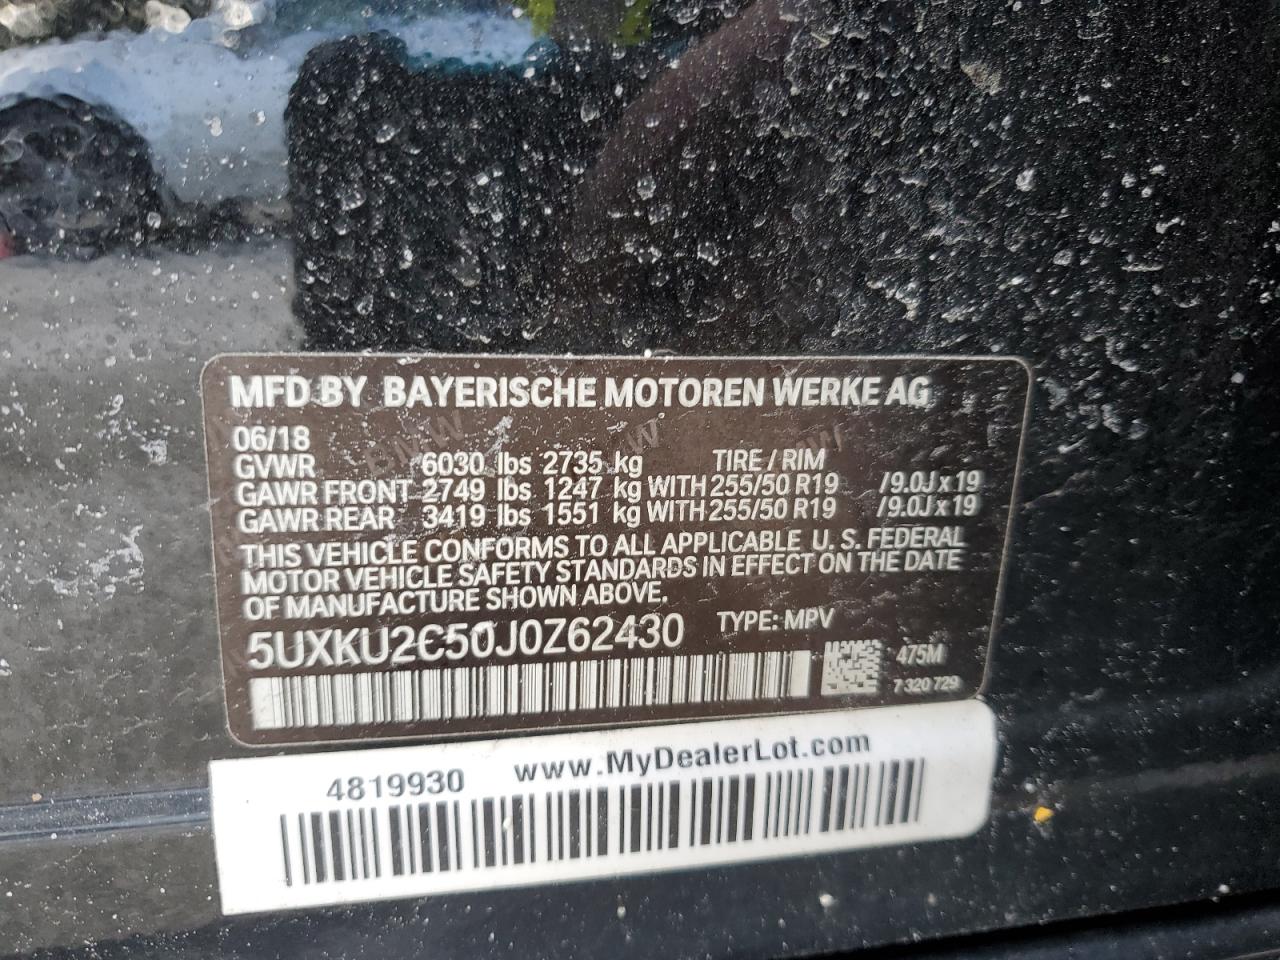 MFD BY BAYERISCHE MOTOREN WERKE AG
06/18
GVWR 6030 lbs 2735 kg TIRE / RIM
GAWR FRONT 2749 lbs 1247 kg WITH 255/50 R19 /9.0J x 19
GAWR REAR 3419 lbs 1551 kg WITH 255/50 R19 /9.0J x 19
THIS VEHICLE CONFORMS TO ALL APPLICABLE U. S. FEDERAL
MOTOR VEHICLE SAFETY STANDARDS IN EFFECT ON THE DATE
OF MANUFACTURE SHOWN ABOVE.
5UXKU2C50J0Z62430 TYPE: MPV
475M
7 320 729
4819930 www.MyDealerLot.com